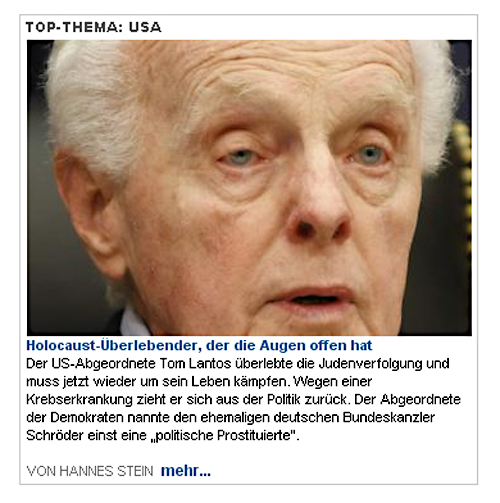 TOP-THEMA: USA
Holocaust-Überlebender, der die Augen offen hat
Der US-Abgeordnete Tom Lantos überlebte die Judenverfolgung und
muss jetzt wieder um sein Leben kämpfen. Wegen einer
Krebserkrankung zieht er sich aus der Politik zurück. Der Abgeordnete
der Demokraten nannte den ehemaligen deutschen Bundeskanzler
Schröder einst eine „politische Prostituierte".
VON HANNES STEIN mehr...